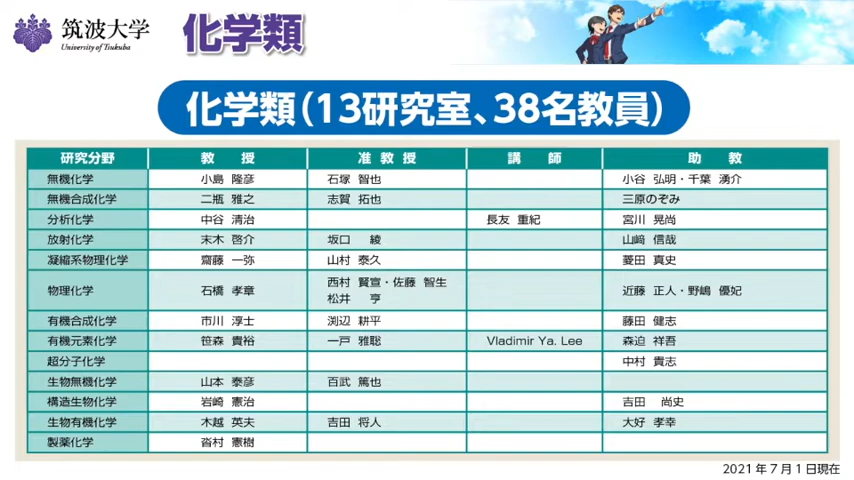 筑波大学
University of Tsukuba
化学類
化学類(13研究室、38名教員)
研究分野 教 授 准 教 授 講 師 助 教
無機化学 小島 隆彦 石塚 智也 小谷 弘明・千葉 湧介
無機合成化学 二瓶 雅之 志賀 拓也 三原のぞみ
分析化学 中谷 清治 長友 重紀 宮川 晃尚
放射化学 末木 啓介 坂口 綾 山﨑 信哉
凝縮系物理化学 齋藤 一弥 山村 泰久 菱田 真史
物理化学 石橋 孝章 西村 賢宣・佐藤 智生
松井 亨 近藤 正人・野嶋 優妃
有機合成化学 市川 淳士 渕辺 耕平 藤田 健志
有機元素化学 笹森 貴裕 一戸 雅聡 Vladimir Ya. Lee 森迫 祥吾
超分子化学 中村 貴志
生物無機化学 山本 泰彦 百武 篤也
構造生物化学 岩崎 憲治 吉田 尚史
生物有機化学 木越 英夫 吉田 将人 大好 孝幸
製薬化学 沓村 憲樹
2021 年 7 月 1 日現在